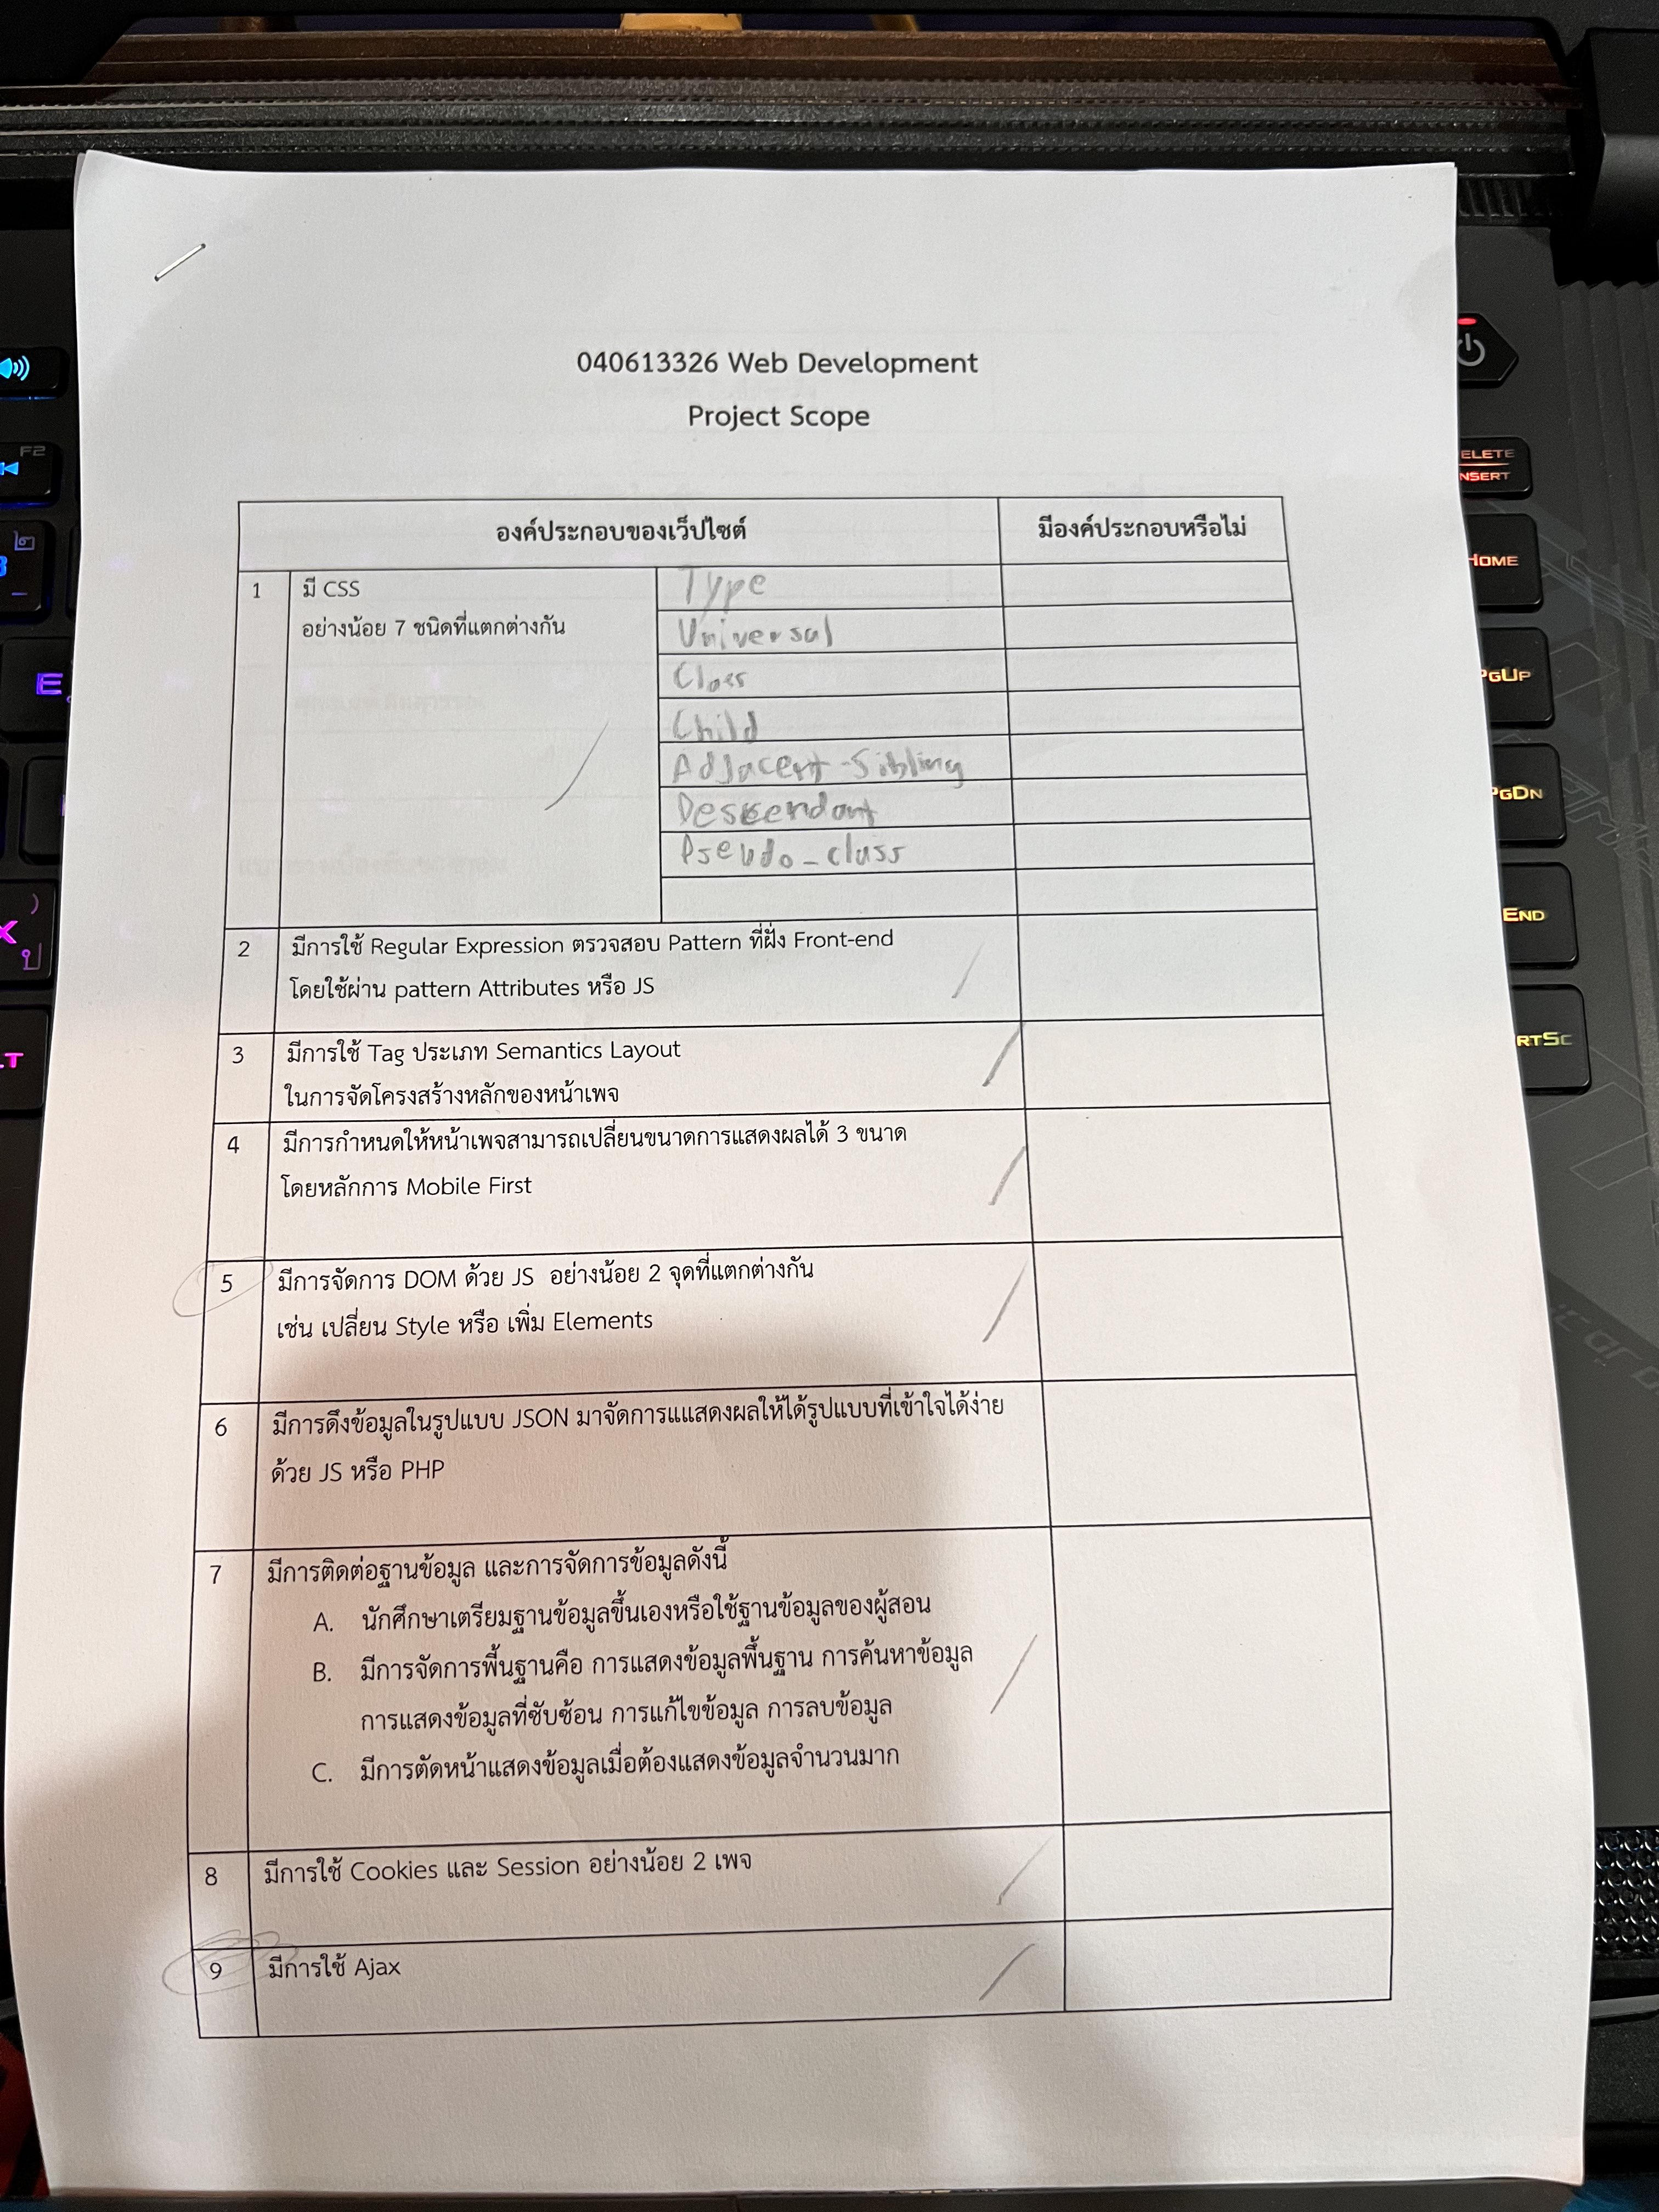 040613326 Web Development
Project Scope
องค์ประกอบของเว็ปไซต์ มีองค์ประกอบหรือไม่
1 มี CSS
อย่างน้อย 7 ชนิดที่แตกต่างกัน
Type
Universal
Class
Child
Adjacent-Sibling
Descendant
Pseudo-class
2 มีการใช้ Regular Expression ตรวจสอบ Pattern ที่ฝั่ง Front-end
โดยใช้ผ่าน pattern Attributes หรือ JS
3 มีการใช้ Tag ประเภท Semantics Layout
ในการจัดโครงสร้างหลักของหน้าเพจ
4 มีการกำหนดให้หน้าเพจสามารถเปลี่ยนขนาดการแสดงผลได้ 3 ขนาด
โดยหลักการ Mobile First
5 มีการจัดการ DOM ด้วย JS อย่างน้อย 2 จุดที่แตกต่างกัน
เช่น เปลี่ยน Style หรือ เพิ่ม Elements
6 มีการดึงข้อมูลในรูปแบบ JSON มาจัดการแแสดงผลให้ได้รูปแบบที่เข้าใจได้ง่าย
ด้วย JS หรือ PHP
7 มีการติดต่อฐานข้อมูล และการจัดการข้อมูลดังนี้
A. นักศึกษาเตรียมฐานข้อมูลขึ้นเองหรือใช้ฐานข้อมูลของผู้สอน
B. มีการจัดการพื้นฐานคือ การแสดงข้อมูลพื้นฐาน การค้นหาข้อมูล
การแสดงข้อมูลที่ซับซ้อน การแก้ไขข้อมูล การลบข้อมูล
C. มีการตัดหน้าแสดงข้อมูลเมื่อต้องแสดงข้อมูลจำนวนมาก
8 มีการใช้ Cookies และ Session อย่างน้อย 2 เพจ
9 มีการใช้ Ajax
F2
E
X
ป
DELETE
INSERT
HOME
PGUP
PGDN
END
PRTSC